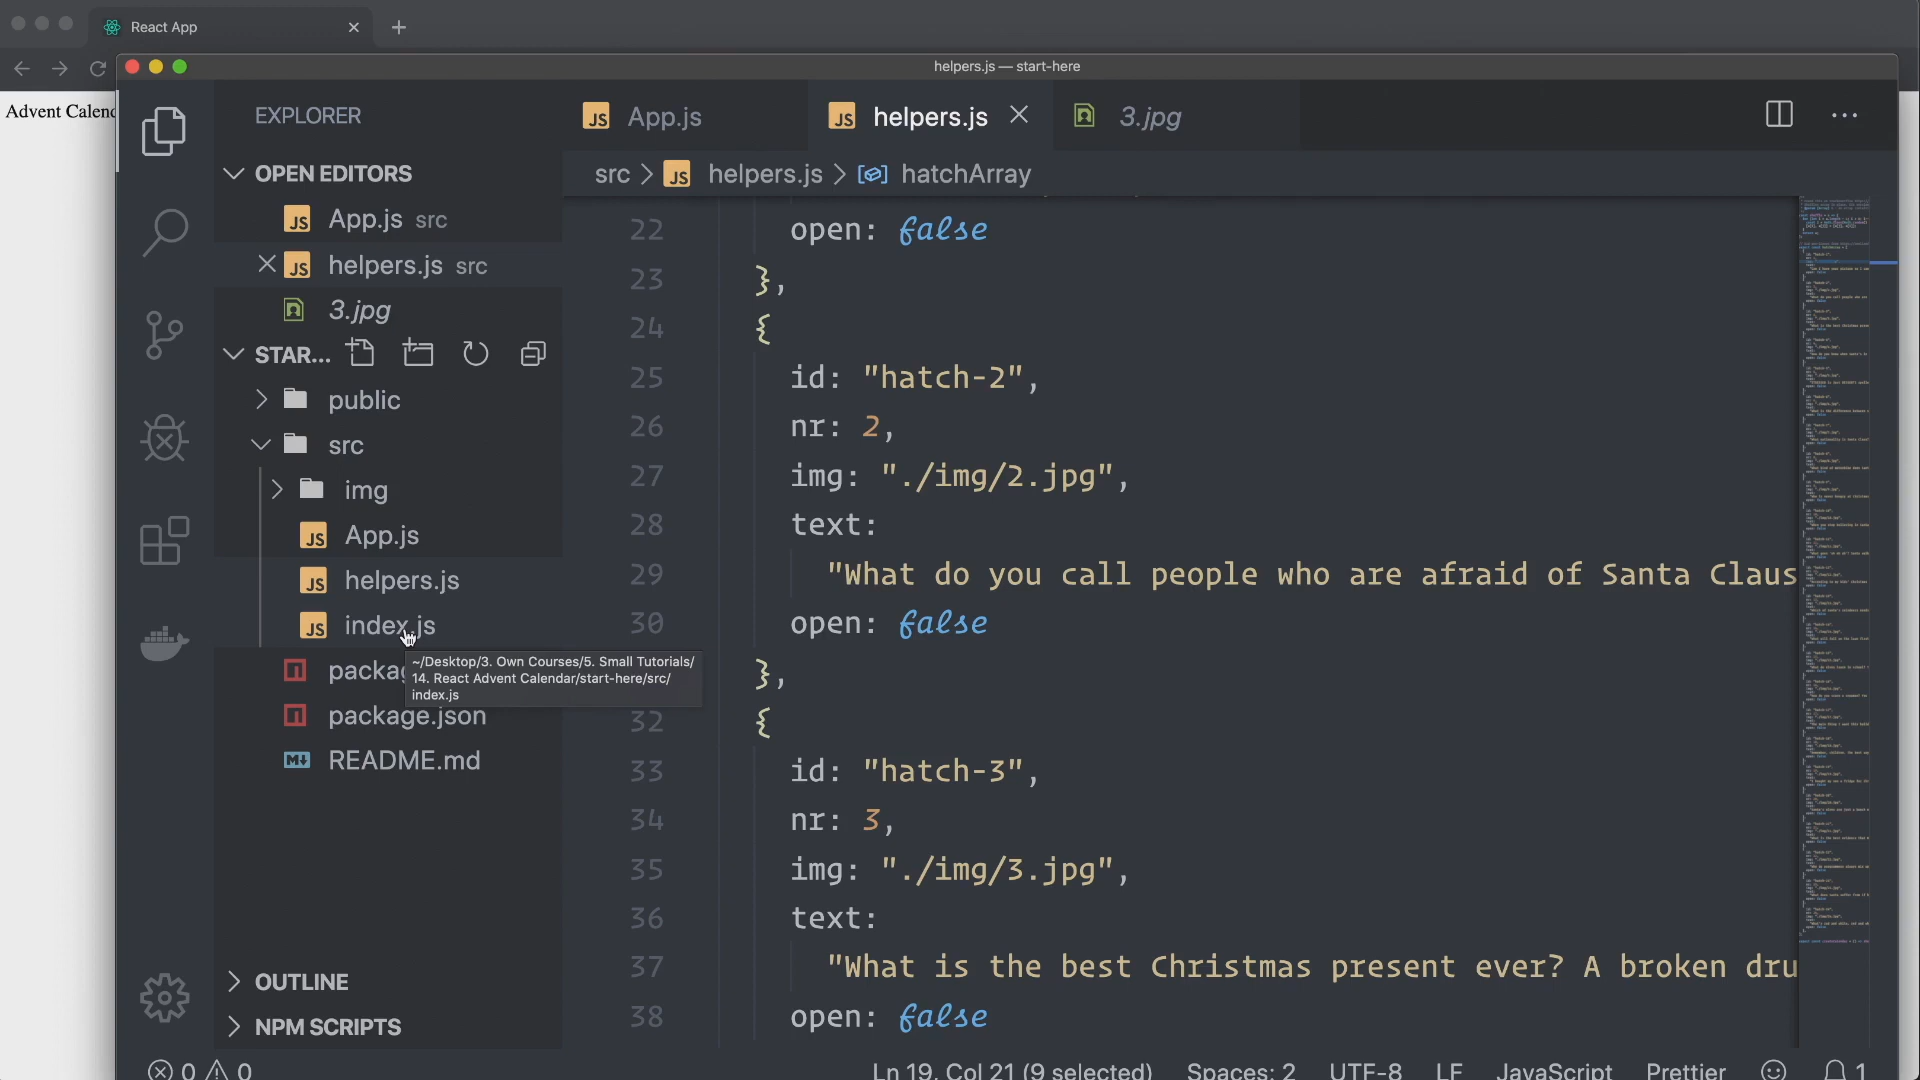 React App
helpers.js — start-here
Advent Calend
EXPLORER
OPEN EDITORS
App.js src
helpers.js src
3.jpg
STAR...
public
src
img
App.js
helpers.js
index.js
packag
~/Desktop/3. Own Courses/5. Small Tutorials/
14. React Advent Calendar/start-here/src/
index.js
package.json
README.md
OUTLINE
NPM SCRIPTS
App.js
helpers.js
3.jpg
src > helpers.js > hatchArray
22 open: false
23 },
24 {
25 id: "hatch-2",
26 nr: 2,
27 img: "./img/2.jpg",
28 text:
29 "What do you call people who are afraid of Santa Claus
30 open: false
},
32 {
33 id: "hatch-3",
34 nr: 3,
35 img: "./img/3.jpg",
36 text:
37 "What is the best Christmas present ever? A broken dru
38 open: false
0 0
Ln 19, Col 21 (9 selected) Spaces: 2 UTF-8 LF JavaScript Prettier 1